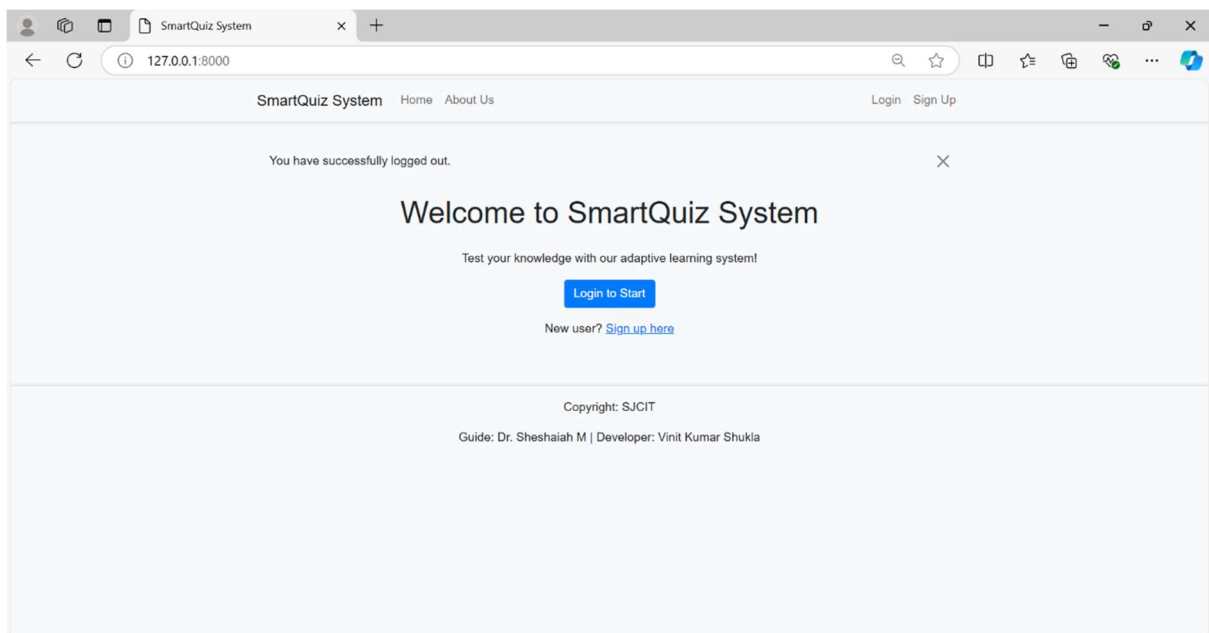 SmartQuiz System
127.0.0.1:8000
SmartQuiz System Home About Us Login Sign Up
You have successfully logged out.
Welcome to SmartQuiz System
Test your knowledge with our adaptive learning system!
Login to Start
New user? Sign up here
Copyright: SJCIT
Guide: Dr. Sheshaiah M | Developer: Vinit Kumar Shukla